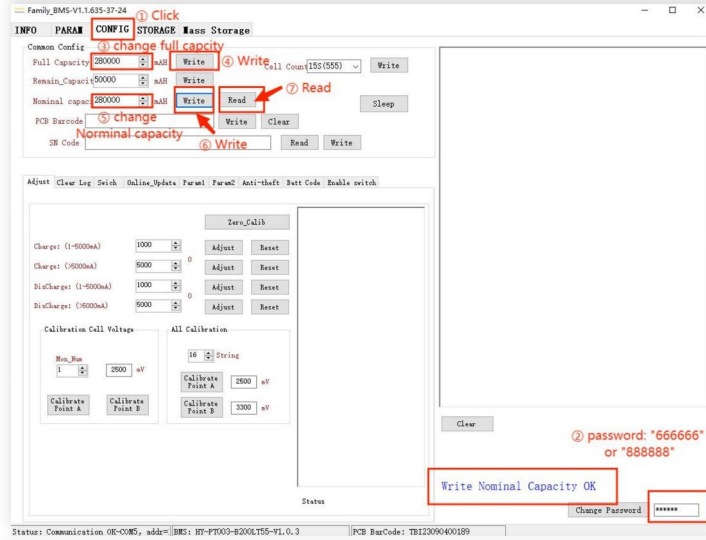 Family_BMS-V1.1.635-37-24
① Click
INFO PARAM CONFIG STORAGE Mass Storage
Common Config ③ change full capcity
Full Capacity 280000 mAH Write ④ Write Cell Count 15S(555) Write
Remain_Capacit 50000 mAH Write
⑦ Read
Nominal capac: 280000 mAH Write Read Sleep
⑤ change
PCB Barcode Write Clear
Norminal capacity
⑥ Write
SN Code Read Write
Adjust Clear Log Seich Online_Updata Param1 Param2 Anti-theft Batt Code Enable switch
Zero_Calib
Charge: (1-5000mA) 1000 Adjust Reset
0
Charge: (>5000mA) 5000 Adjust Reset
DisCharge: (1-5000mA) 1000 Adjust Reset
0
DisCharge: (>5000mA) 5000 Adjust Reset
Calibration Cell Voltage All Calibration
Mon_Num
1 2500 mV
16 String
Calibrate Point A 2500 mV
Calibrate Point A Calibrate Point B
Calibrate Point B 3300 mV
Status
Clear
② password: "666666"
or "888888"
Write Nominal Capacity OK
Change Password ******
Status: Communication OK-COM5, addr= BMS: HY-PT003-B200LT55-V1.0.3 PCB BarCode: TBI23090400189